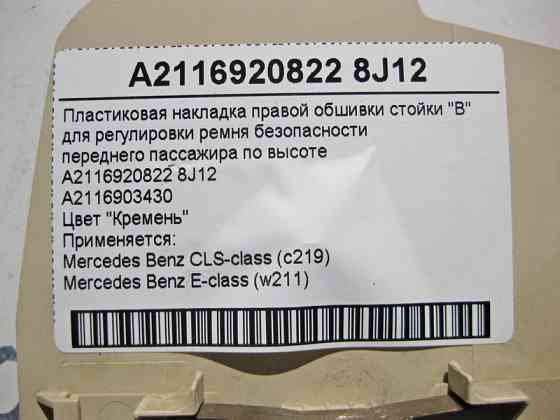 A2116920822 8J12
Пластиковая накладка правой обшивки стойки "B"
для регулировки ремня безопасности
переднего пассажира по высоте
A2116920822 8J12
A2116903430
Цвет "Кремень"
Применяется:
Mercedes Benz CLS-class (c219)
Mercedes Benz E-class (w211)